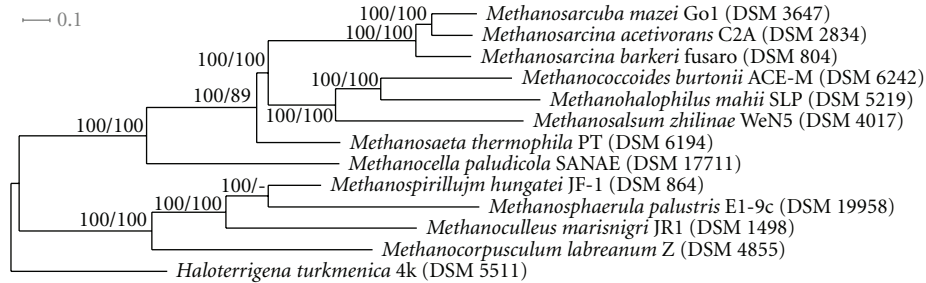 0.1
100/100 Methanosarcuba mazei Go1 (DSM 3647)
100/100 Methanosarcina acetivorans C2A (DSM 2834)
Methanosarcina barkeri fusaro (DSM 804)
100/100
100/100 Methanococcoides burtonii ACE-M (DSM 6242)
100/89 Methanohalophilus mahii SLP (DSM 5219)
100/100 Methanosalsum zhilinae WeN5 (DSM 4017)
100/100
Methanosaeta thermophila PT (DSM 6194)
Methanocella paludicola SANAE (DSM 17711)
100/- Methanospirillujm hungatei JF-1 (DSM 864)
100/100 Methanosphaerula palustris E1-9c (DSM 19958)
100/100 Methanoculleus marisnigri JR1 (DSM 1498)
Methanocorpusculum labreanum Z (DSM 4855)
Haloterrigena turkmenica 4k (DSM 5511)